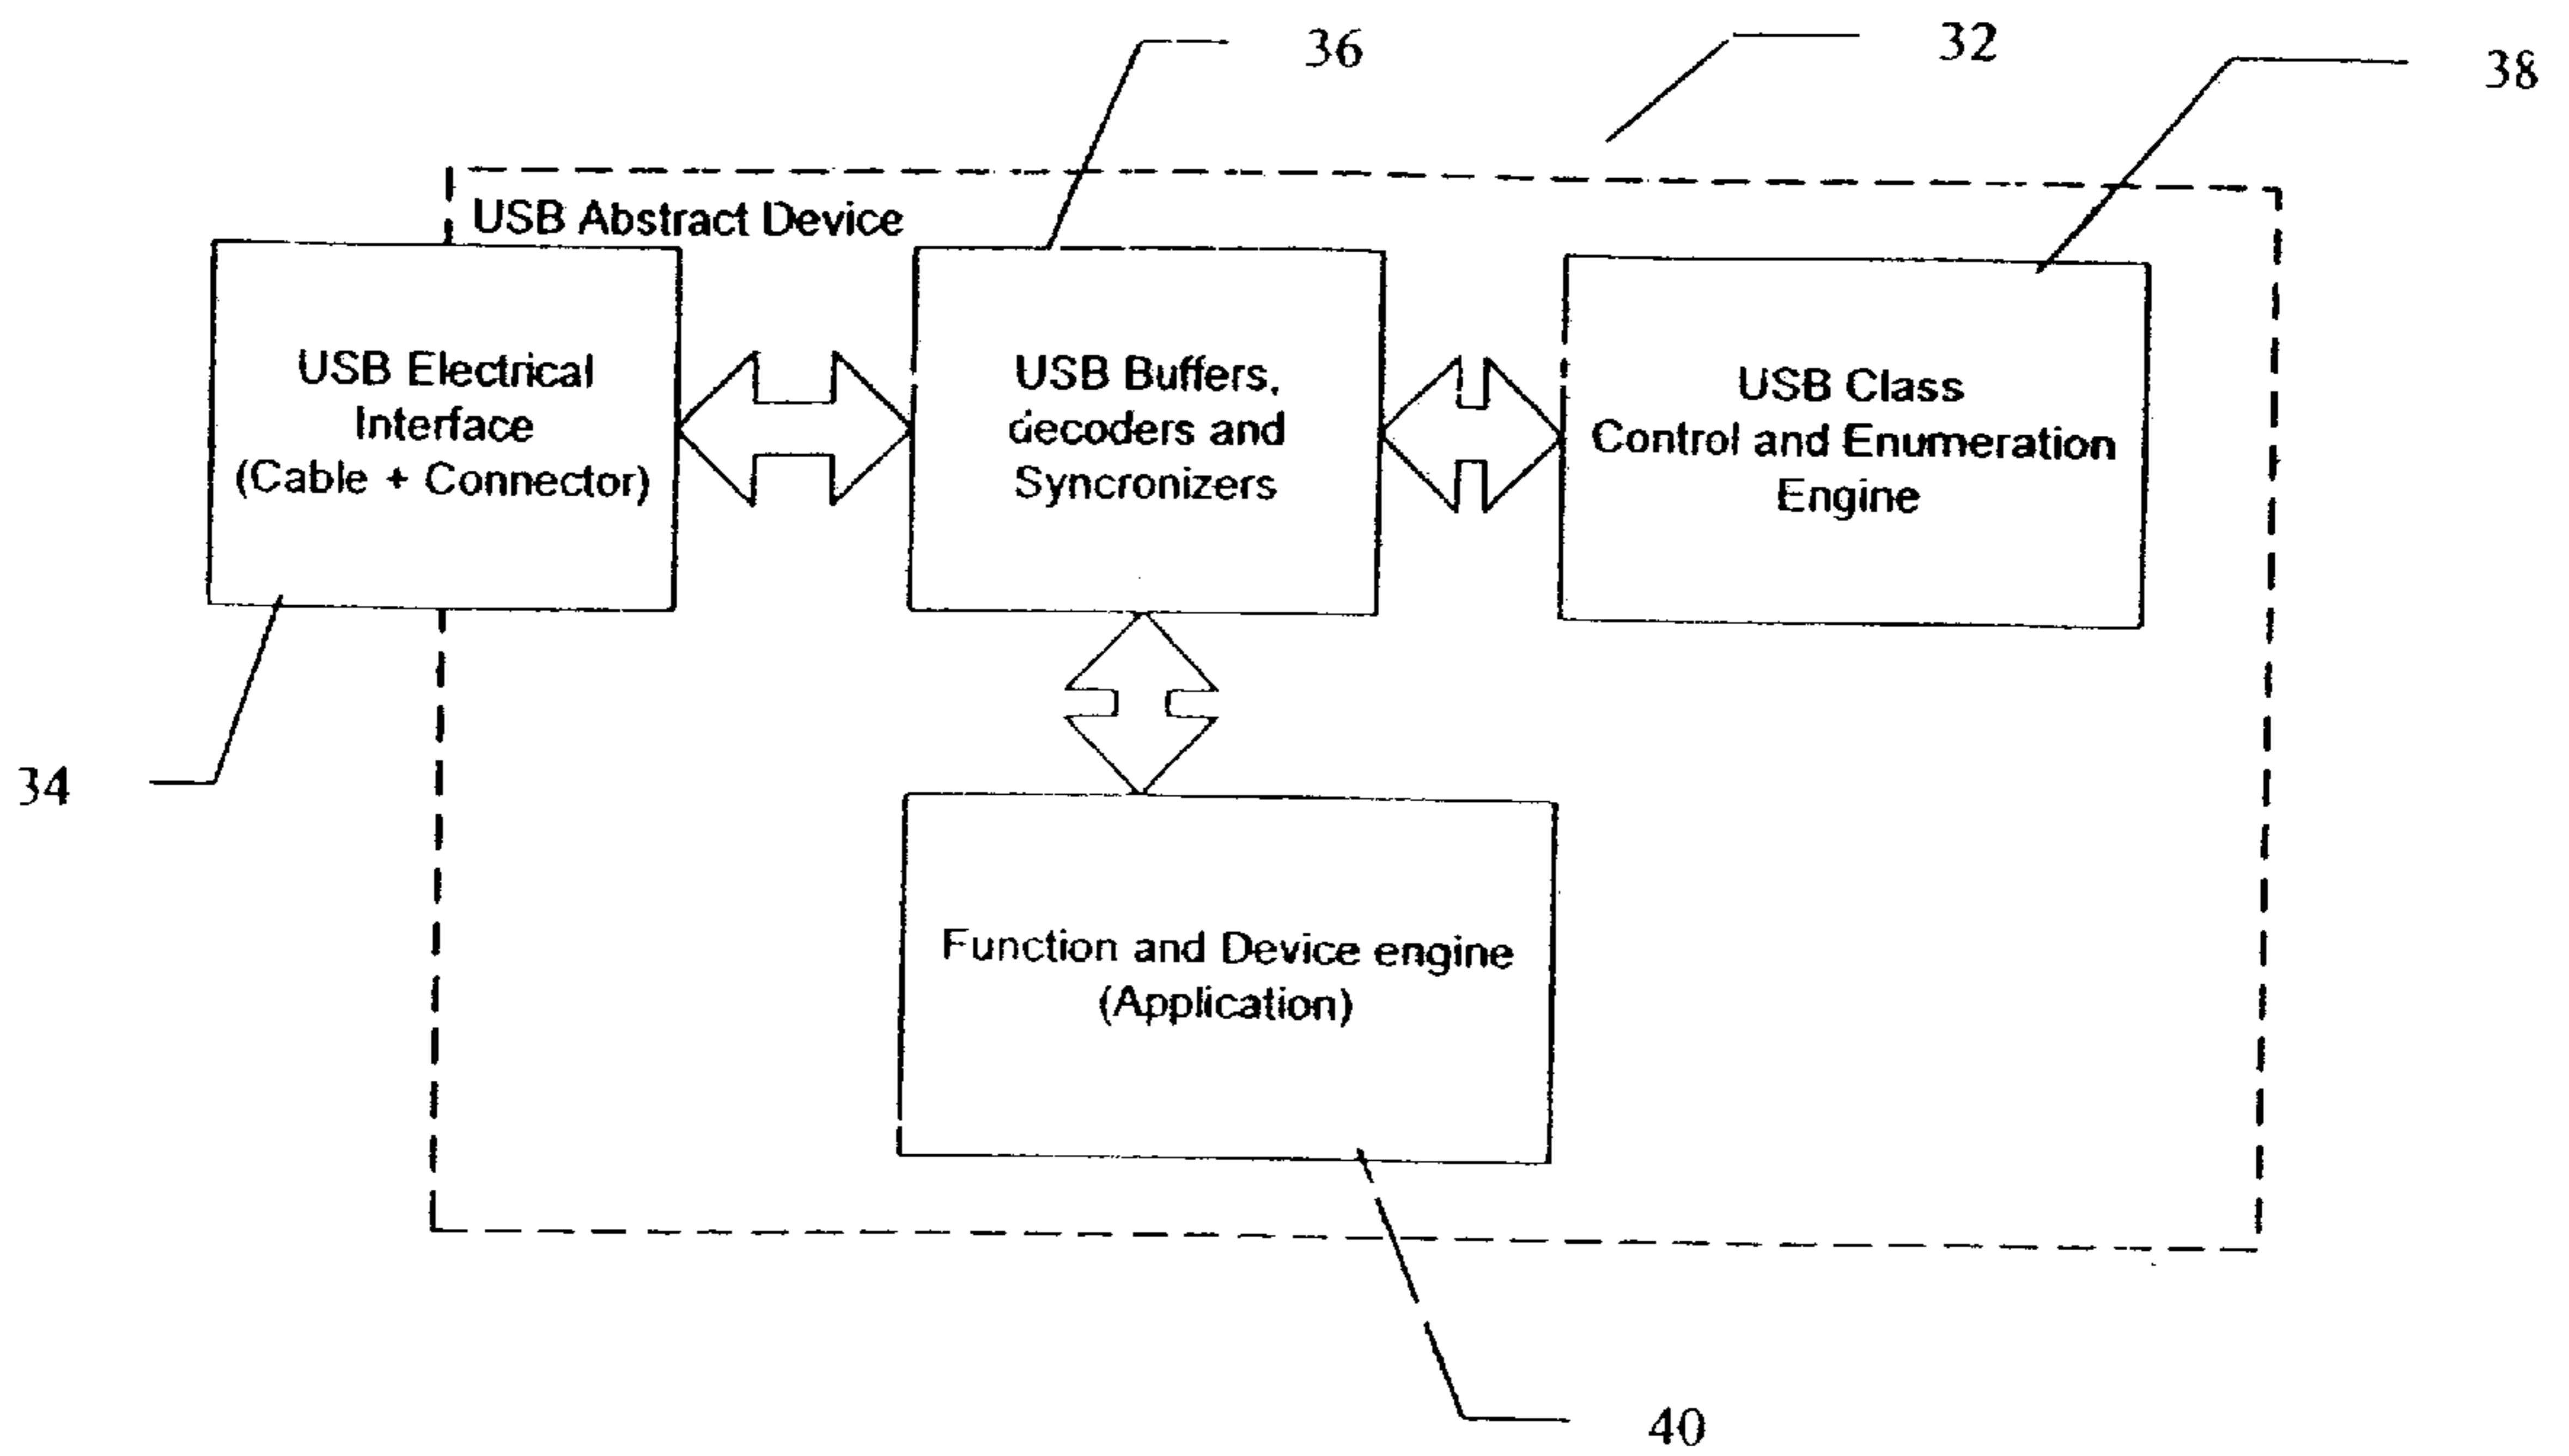 36
32
38
USB Abstract Device
USB Electrical
Interface
(Cable + Connector)
USB Buffers,
decoders and
Syncronizers
USB Class
Control and Enumeration
Engine
34
Function and Device engine
(Application)
40